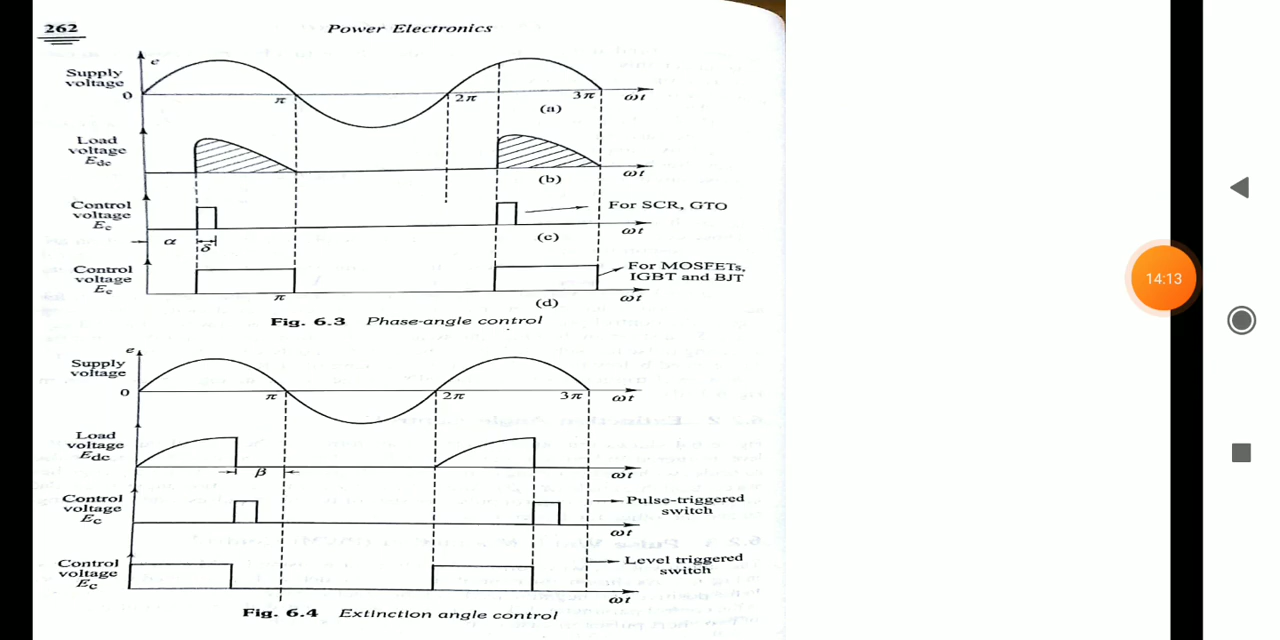 262
Power Electronics
e
Supply
voltage
0
π
2π
3π
ωt
(a)
Load
voltage
Edc
ωt
(b)
Control
voltage
Ec
For SCR, GTO
ωt
(c)
α
δ
Control
voltage
Ec
For MOSFETs,
IGBT and BJT
π
ωt
(d)
Fig. 6.3 Phase-angle control
e
Supply
voltage
0
π
2π
3π
ωt
Load
voltage
Edc
β
ωt
Control
voltage
Ec
Pulse-triggered
switch
ωt
Control
voltage
Ec
Level triggered
switch
ωt
Fig. 6.4 Extinction angle control
14:13